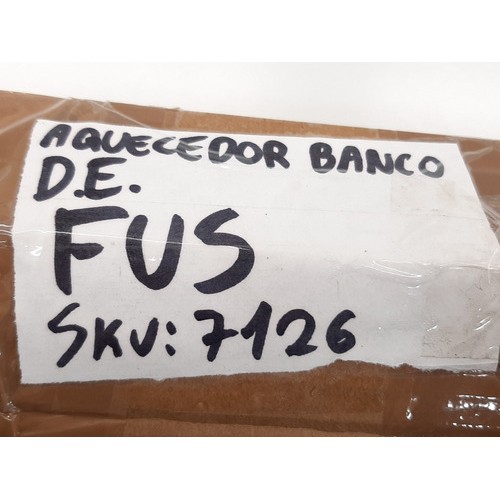 AQUECEDOR BANCO
D.E.
FUS
SKU: 7126